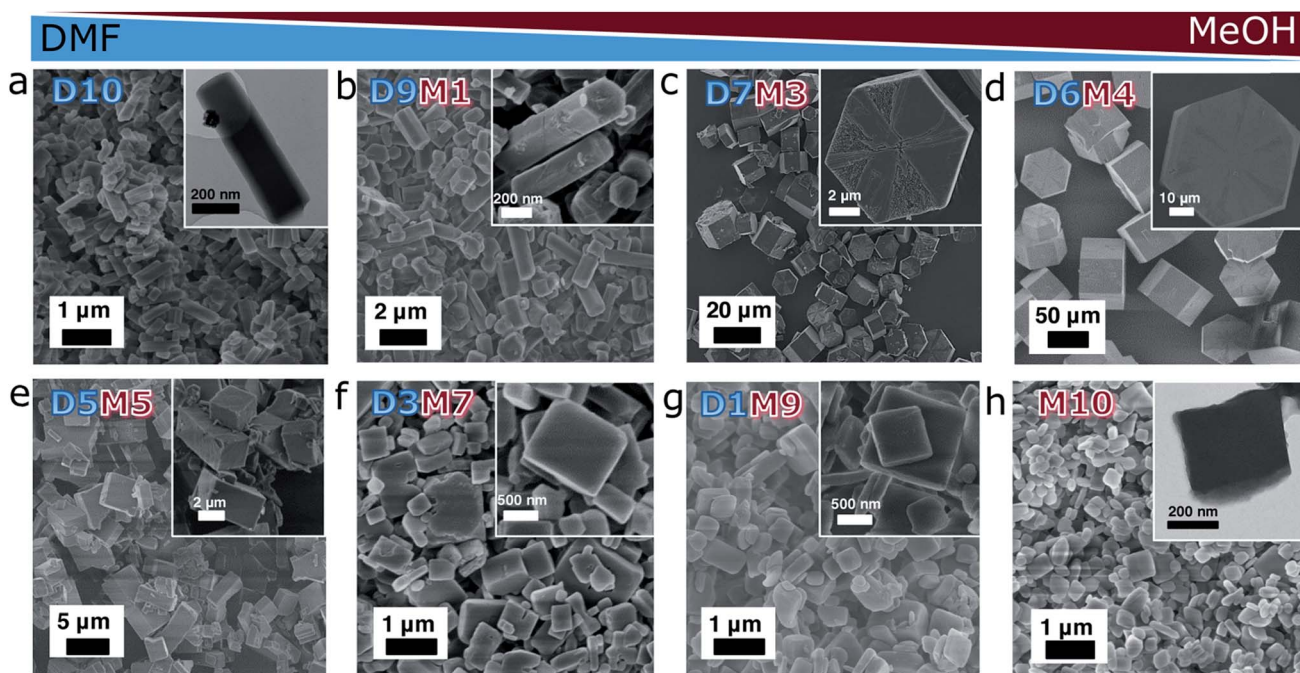 DMF
MeOH
a
D10
200 nm
1 µm
b
D9M1
200 nm
2 µm
c
D7M3
2 µm
20 µm
d
D6M4
10 µm
50 µm
e
D5M5
2 µm
5 µm
f
D3M7
500 nm
1 µm
g
D1M9
500 nm
1 µm
h
M10
200 nm
1 µm